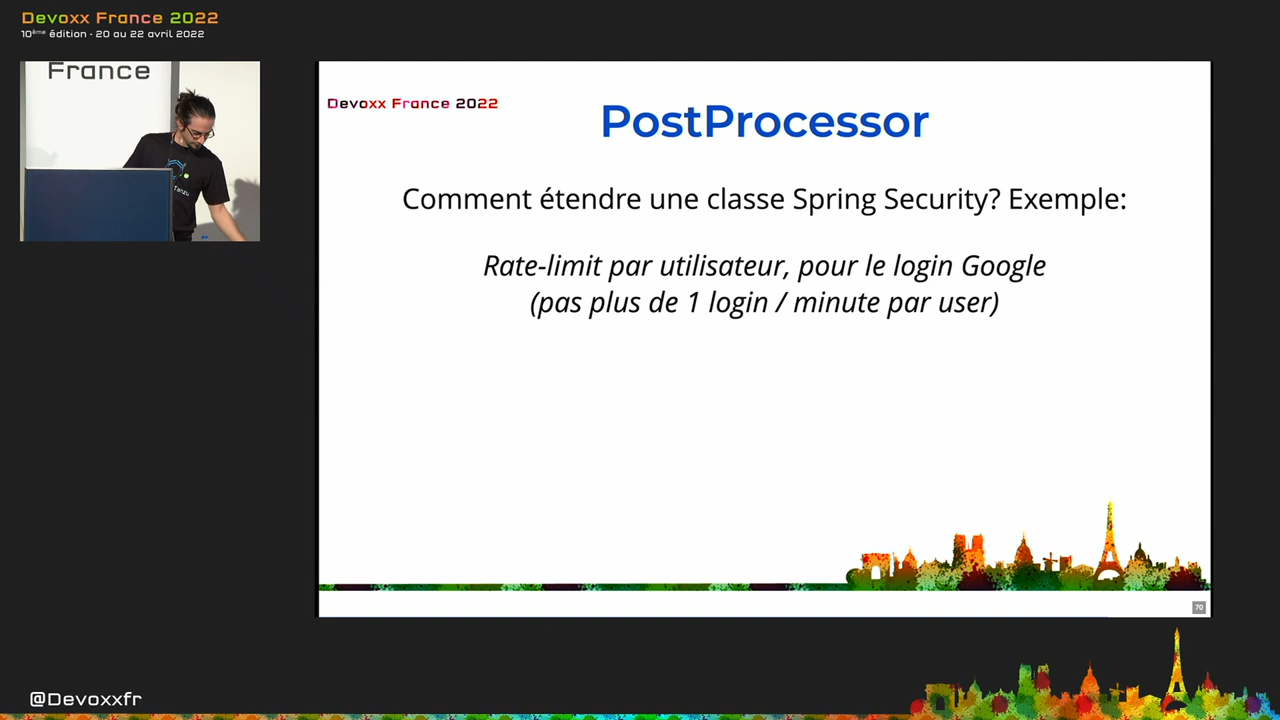 Devoxx France 2022
10ème édition - 20 au 22 avril 2022
France
Tanzu
Devoxx France 2022
PostProcessor
Comment étendre une classe Spring Security? Exemple:
Rate-limit par utilisateur, pour le login Google
(pas plus de 1 login / minute par user)
70
@Devoxxfr